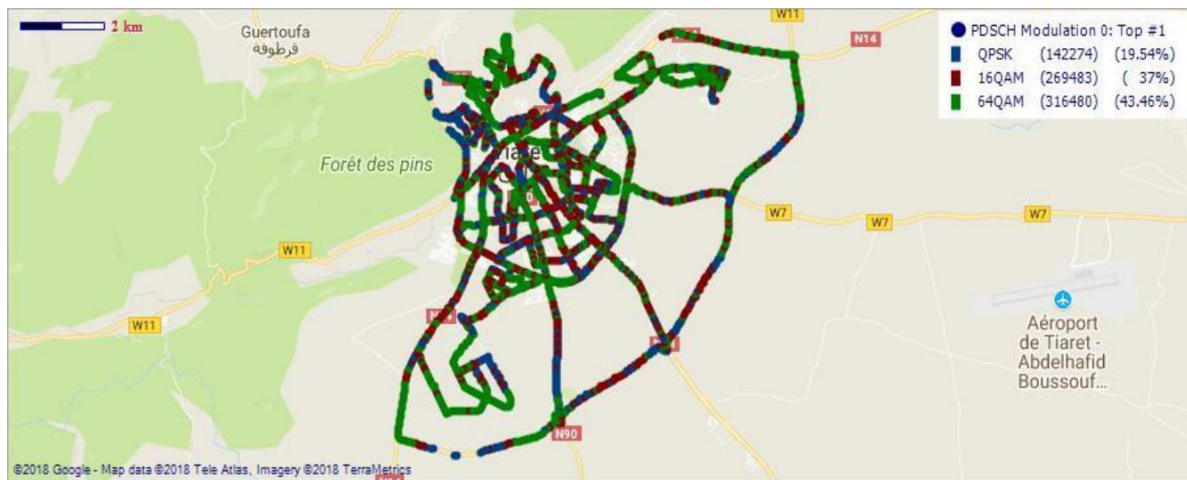 2 km
Guertoufa
قرطوفة
W11
N14
PDSCH Modulation 0: Top #1
QPSK (142274) (19.54%)
16QAM (269483) ( 37%)
64QAM (316480) (43.46%)
Forêt des pins
W11
W7
W7
W7
W11
Aéroport
de Tiaret -
Abdelhafid
Boussouf...
N90
©2018 Google - Map data ©2018 Tele Atlas, Imagery ©2018 TerraMetrics